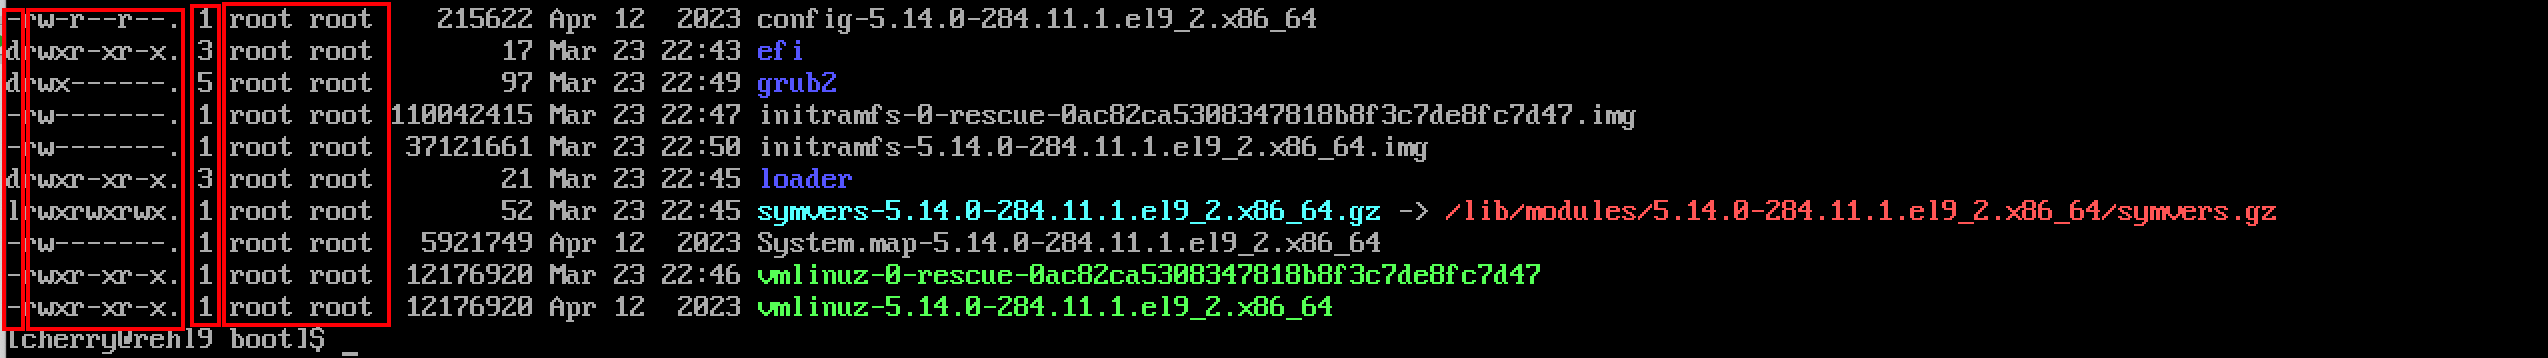 -rw-r--r--. 1 root root    215622 Apr 12  2023 config-5.14.0-284.11.1.el9_2.x86_64
drwxr-xr-x. 3 root root        17 Mar 23 22:43 efi
drwx------. 5 root root        97 Mar 23 22:49 grub2
-rw-------. 1 root root 110042415 Mar 23 22:47 initramfs-0-rescue-0ac82ca5308347818b8f3c7de8fc7d47.img
-rw-------. 1 root root  37121661 Mar 23 22:50 initramfs-5.14.0-284.11.1.el9_2.x86_64.img
drwxr-xr-x. 3 root root        21 Mar 23 22:45 loader
lrwxrwxrwx. 1 root root        52 Mar 23 22:45 symvers-5.14.0-284.11.1.el9_2.x86_64.gz -> /lib/modules/5.14.0-284.11.1.el9_2.x86_64/symvers.gz
-rw-------. 1 root root   5921749 Apr 12  2023 System.map-5.14.0-284.11.1.el9_2.x86_64
-rwxr-xr-x. 1 root root  12176920 Mar 23 22:46 vmlinuz-0-rescue-0ac82ca5308347818b8f3c7de8fc7d47
-rwxr-xr-x. 1 root root  12176920 Apr 12  2023 vmlinuz-5.14.0-284.11.1.el9_2.x86_64
[cherry@rehl9 boot]$ _